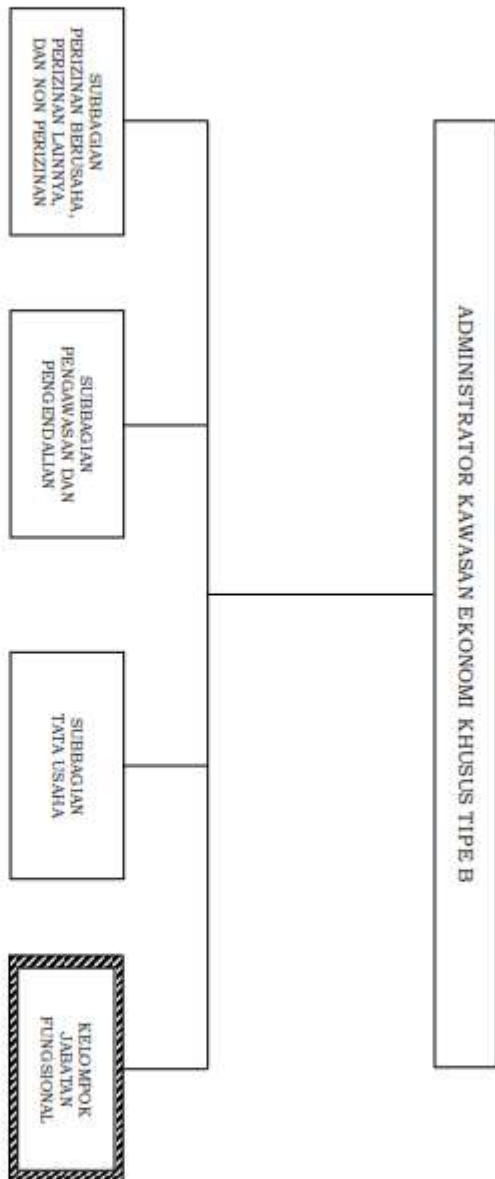 ADMINISTRATOR KAWASAN EKONOMI KHUSUS TIPE B
SUBBAGIAN
PERIZINAN BERUSAHA,
PERIZINAN LAINNYA,
DAN NON PERIZINAN
SUBBAGIAN
PENGAWASAN DAN
PENGENDALIAN
SUBBAGIAN
TATA USAHA
KELOMPOK
JABATAN
FUNGSIONAL